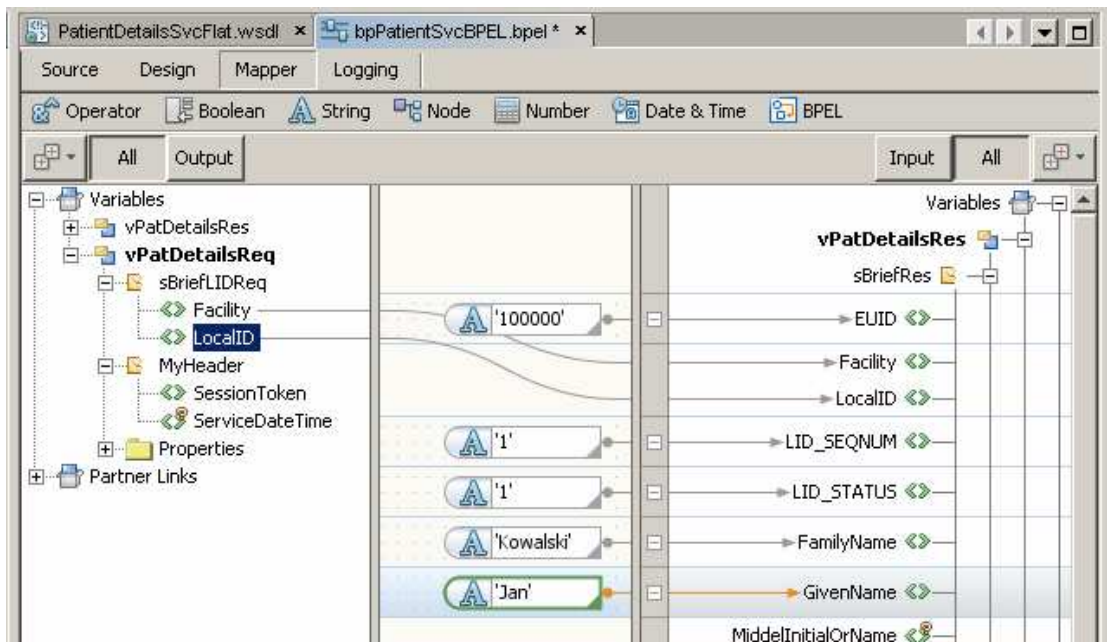 PatientDetailsSvcFlat.wsdl × bpPatientSvcBPEL.bpel * ×
Source Design Mapper Logging
Operator Boolean String Node Number Date & Time BPEL
All Output Input All
Variables
vPatDetailsRes
vPatDetailsReq
sBriefLIDReq
Facility
LocalID
MyHeader
SessionToken
ServiceDateTime
Properties
Partner Links
'100000'
'1'
'1'
'Kowalski'
'Jan'
Variables
vPatDetailsRes
sBriefRes
EUID
Facility
LocalID
LID_SEQNUM
LID_STATUS
FamilyName
GivenName
MiddelInitialOrName